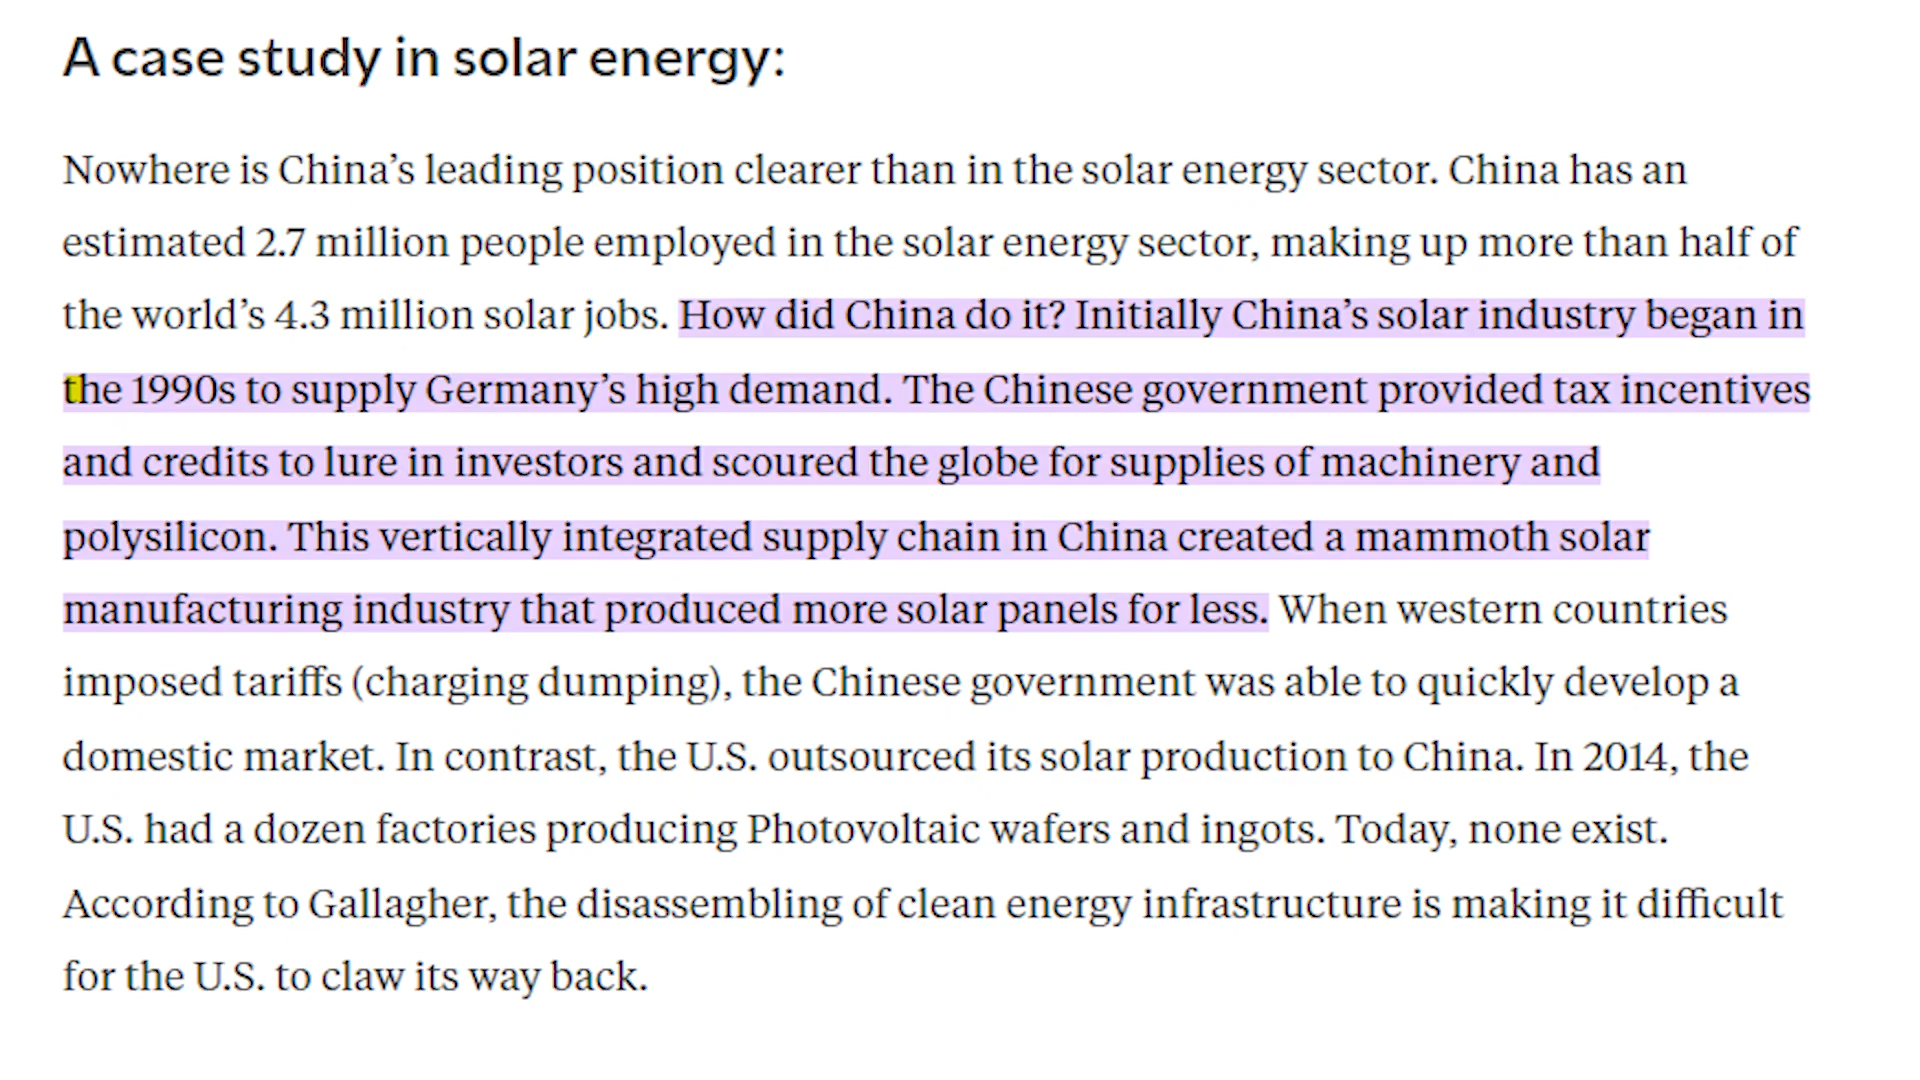 A case study in solar energy:
Nowhere is China’s leading position clearer than in the solar energy sector. China has an
estimated 2.7 million people employed in the solar energy sector, making up more than half of
the world’s 4.3 million solar jobs. How did China do it? Initially China’s solar industry began in
the 1990s to supply Germany’s high demand. The Chinese government provided tax incentives
and credits to lure in investors and scoured the globe for supplies of machinery and
polysilicon. This vertically integrated supply chain in China created a mammoth solar
manufacturing industry that produced more solar panels for less. When western countries
imposed tariffs (charging dumping), the Chinese government was able to quickly develop a
domestic market. In contrast, the U.S. outsourced its solar production to China. In 2014, the
U.S. had a dozen factories producing Photovoltaic wafers and ingots. Today, none exist.
According to Gallagher, the disassembling of clean energy infrastructure is making it difficult
for the U.S. to claw its way back.